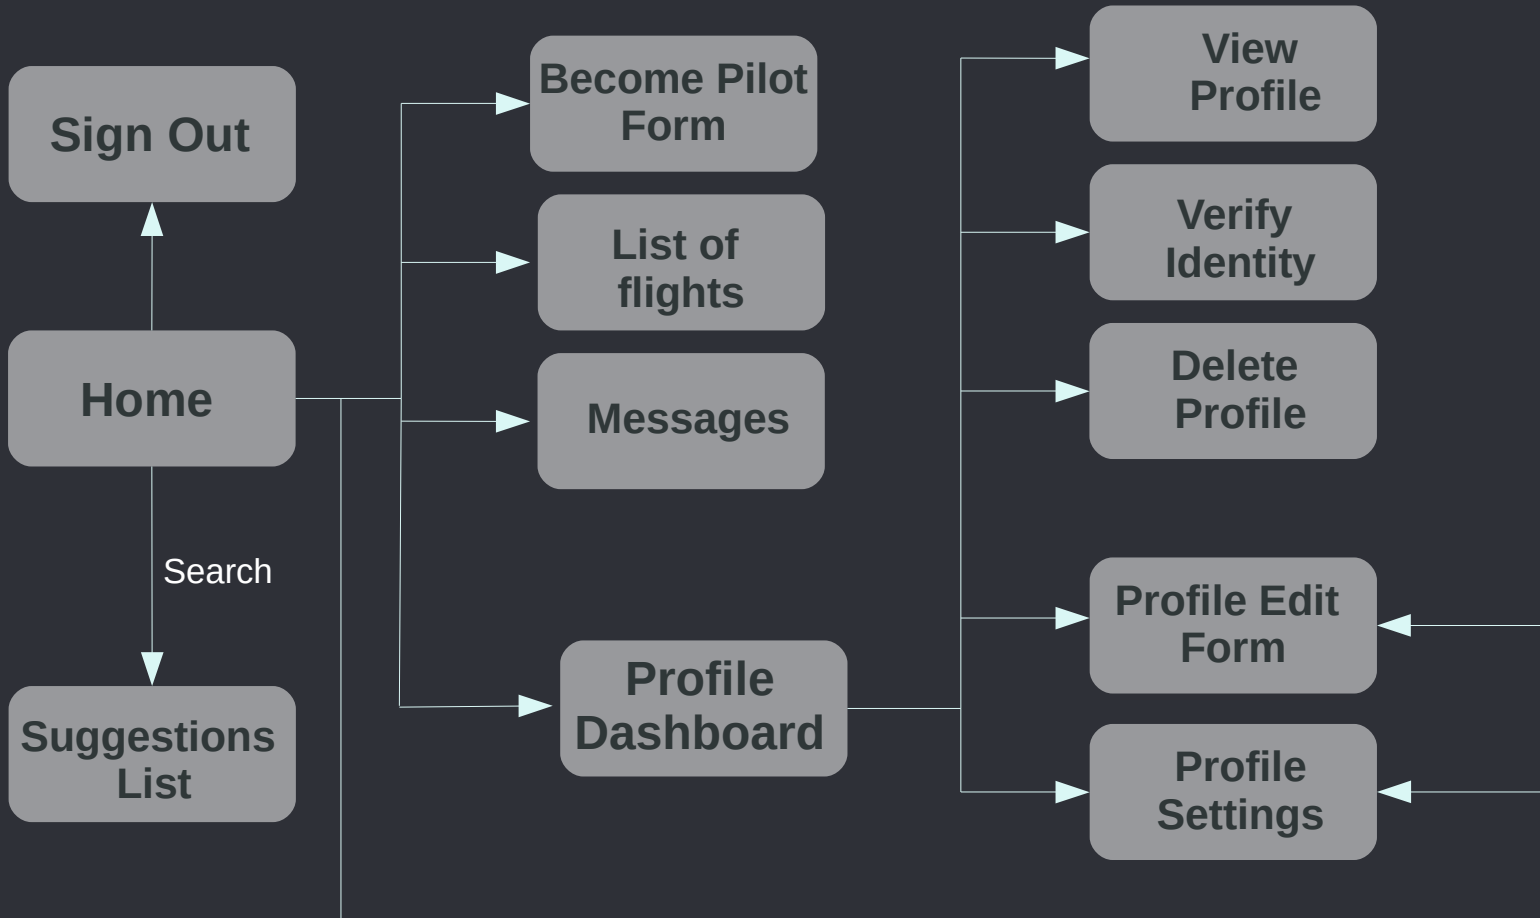 Sign Out
Home
Search
Suggestions
List
Become Pilot
Form
List of
flights
Messages
Profile
Dashboard
View
Profile
Verify
Identity
Delete
Profile
Profile Edit
Form
Profile
Settings